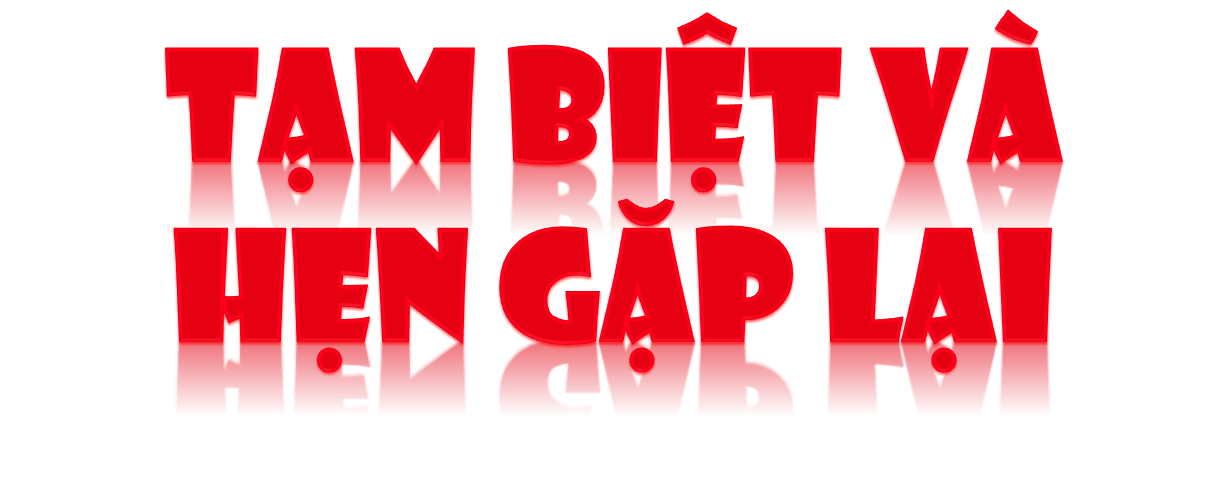 TẠM BIỆT VÀ
HẸN GẶP LẠI